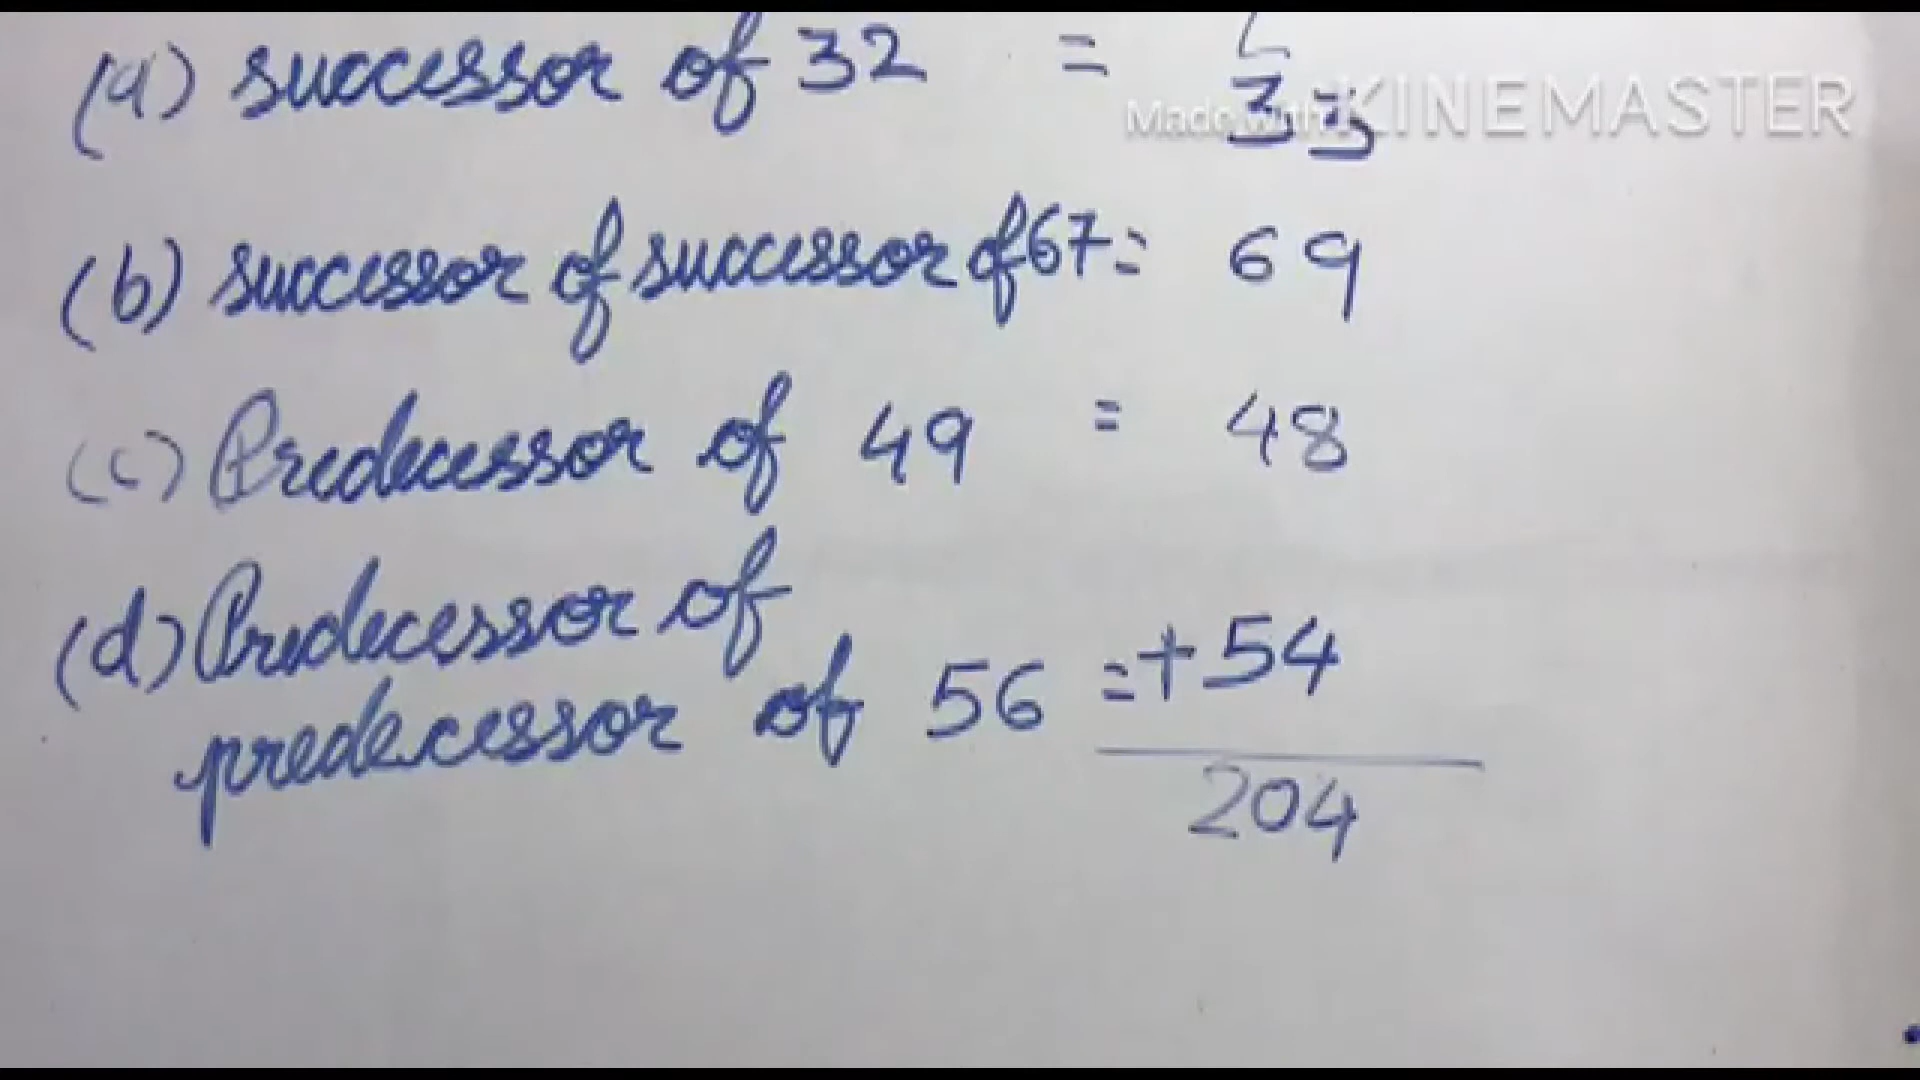 (a) successor of 32 = 33
Made with KINEMASTER
(b) successor of successor of 67 = 69
(c) Predecessor of 49 = 48
(d) Predecessor of
predecessor of 56 = + 54
204